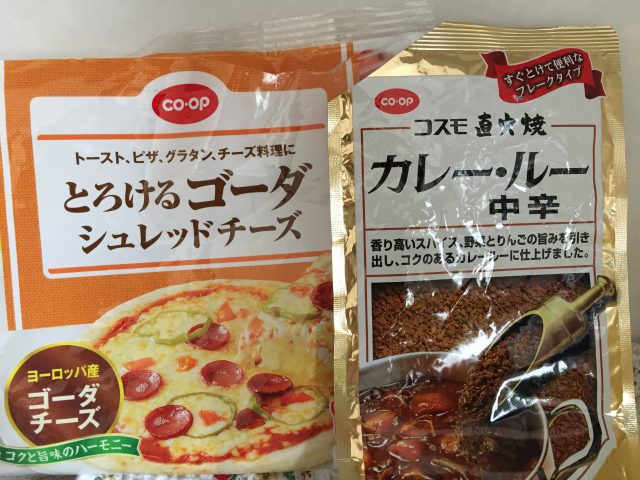 CO·OP
トースト、ピザ、グラタン、チーズ料理に
とろけるゴーダ
シュレッドチーズ
ヨーロッパ産
ゴーダ
チーズ
コクと旨味のハーモニー
すぐとけて便利な
フレークタイプ
CO·OP
コスモ 直火焼
カレー・ルー
中辛
香り高いスパイス、野菜とりんごの旨みを引き
出し、コクのあるカレールーに仕上げました。